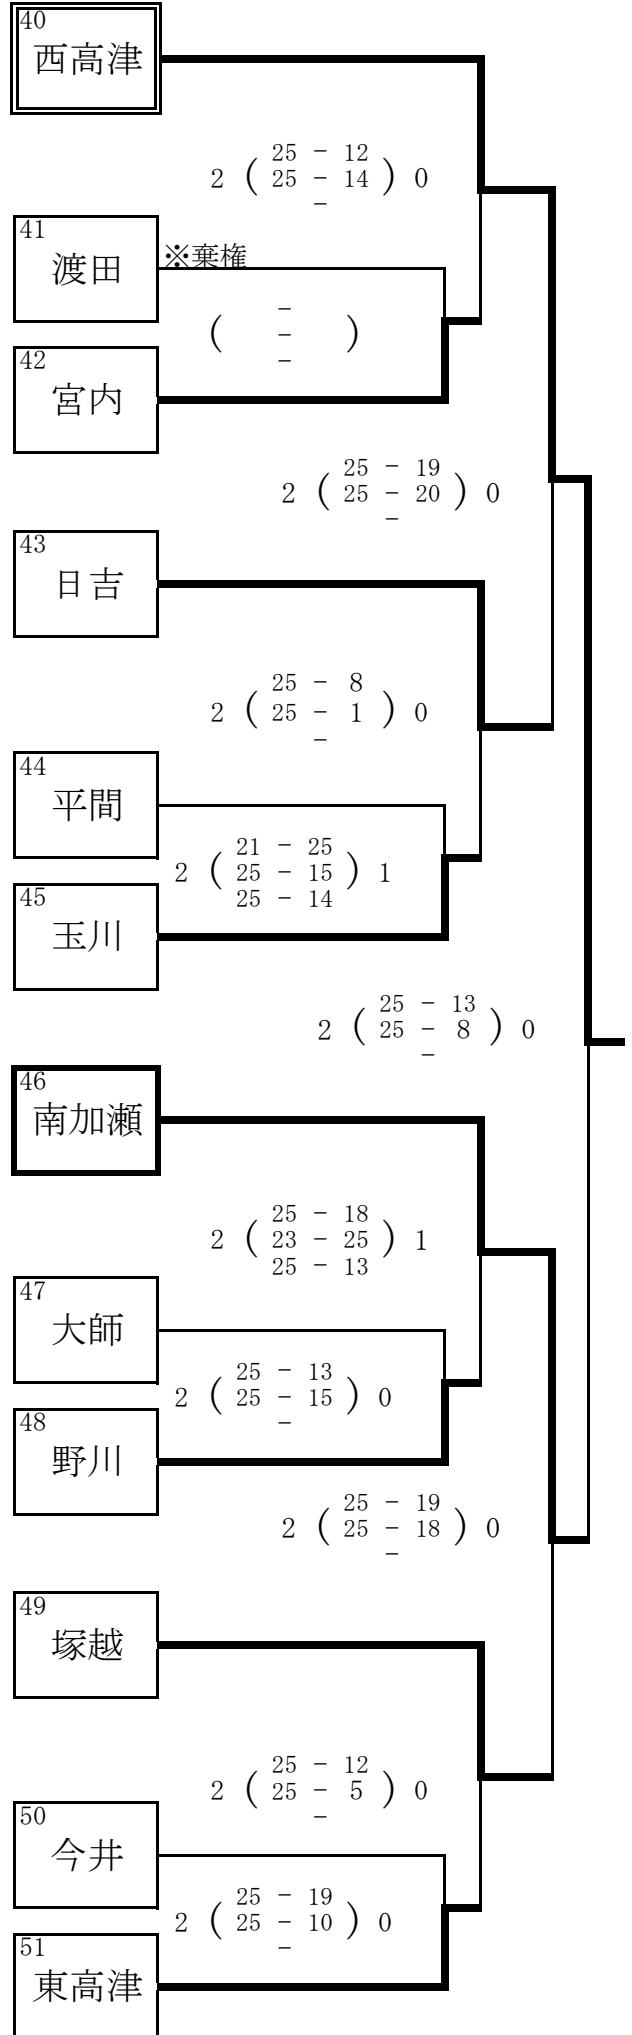 40
西高津
25 - 12
2 ( 25 - 14 ) 0
-
41
渡田
※棄権
-
( - )
-
42
宮内
25 - 19
2 ( 25 - 20 ) 0
-
43
日吉
25 - 8
2 ( 25 - 1 ) 0
-
44
平間
21 - 25
2 ( 25 - 15 ) 1
25 - 14
45
玉川
25 - 13
2 ( 25 - 8 ) 0
-
46
南加瀬
25 - 18
2 ( 23 - 25 ) 1
25 - 13
47
大師
25 - 13
2 ( 25 - 15 ) 0
-
48
野川
25 - 19
2 ( 25 - 18 ) 0
-
49
塚越
25 - 12
2 ( 25 - 5 ) 0
-
50
今井
25 - 19
2 ( 25 - 10 ) 0
-
51
東高津